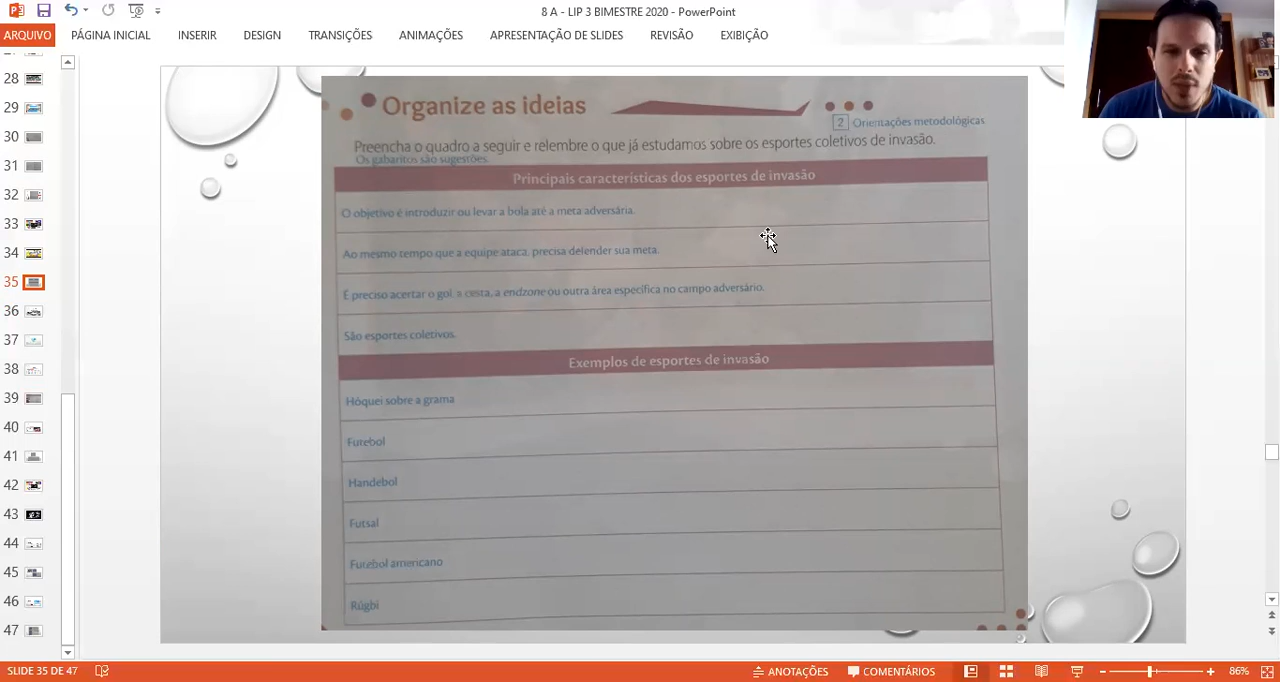 8 A - LIP 3 BIMESTRE 2020 - PowerPoint
ARQUIVO PÁGINA INICIAL INSERIR DESIGN TRANSIÇÕES ANIMAÇÕES APRESENTAÇÃO DE SLIDES REVISÃO EXIBIÇÃO
28
29
30
31
32
33
34
35
36
37
38
39
40
41
42
43
44
45
46
47
Organize as ideias
2 Orientações metodológicas
Preencha o quadro a seguir e relembre o que já estudamos sobre os esportes coletivos de invasão.
Os gabaritos são sugestões.
Principais características dos esportes de invasão
O objetivo é introduzir ou levar a bola até a meta adversária.
Ao mesmo tempo que a equipe ataca, precisa defender sua meta.
É preciso acertar o gol, a cesta, a endzone ou outra área específica no campo adversário.
São esportes coletivos.
Exemplos de esportes de invasão
Hóquei sobre a grama
Futebol
Handebol
Futsal
Futebol americano
Rúgbi
SLIDE 35 DE 47 ANOTAÇÕES COMENTÁRIOS 86%